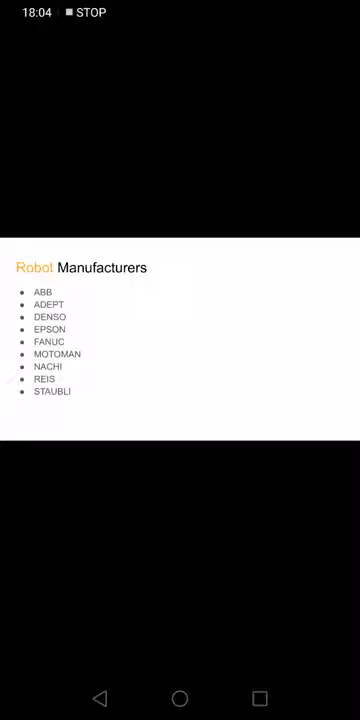 18:04 STOP
Robot Manufacturers
• ABB
• ADEPT
• DENSO
• EPSON
• FANUC
• MOTOMAN
• NACHI
• REIS
• STAUBLI